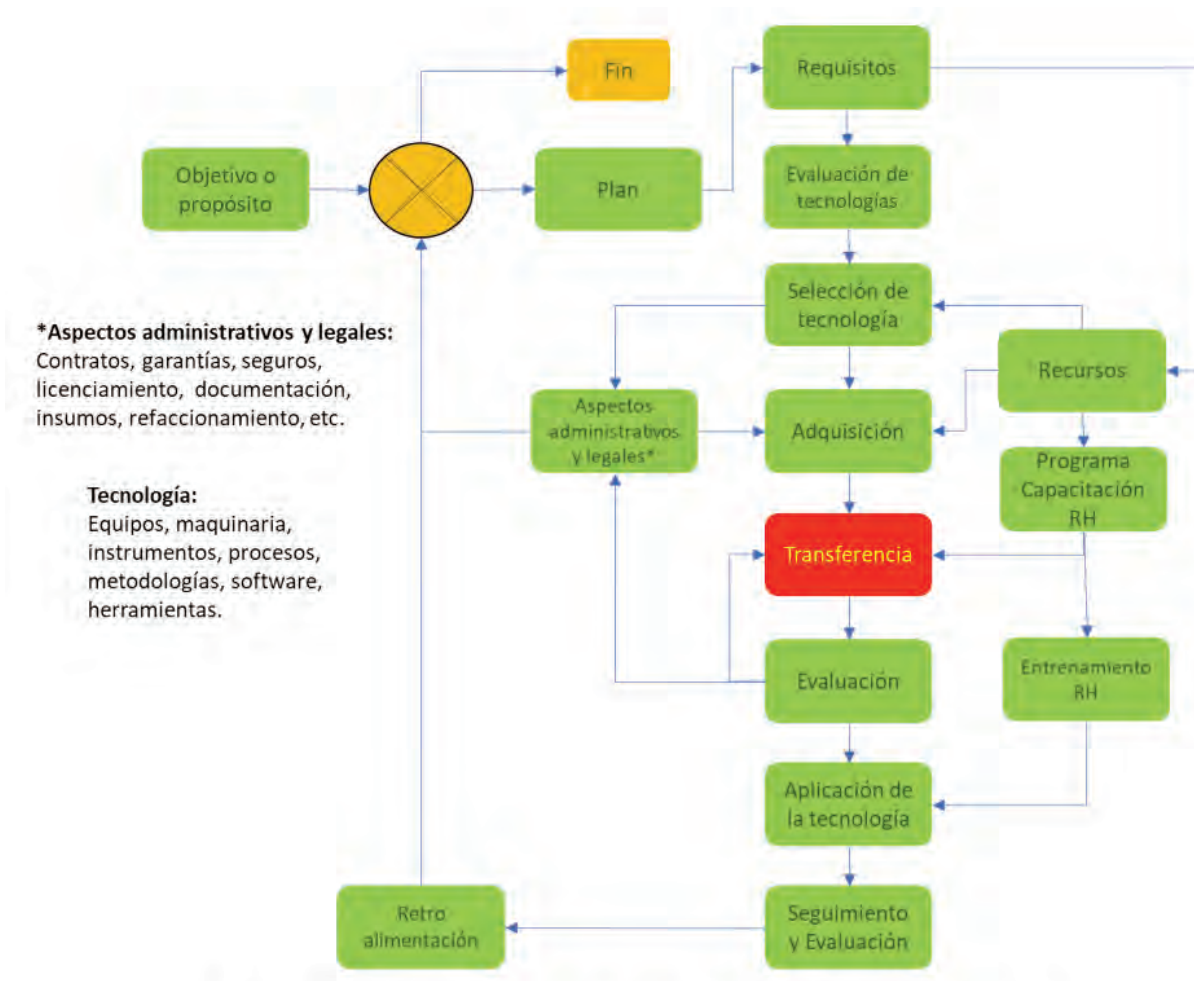 Fin
Requisitos
Objetivo o
propósito
Plan
Evaluación de
tecnologías
Selección de
tecnología
*Aspectos administrativos y legales:
Contratos, garantías, seguros,
licenciamiento, documentación,
insumos, refaccionamiento, etc.
Recursos
Aspectos
administrativos
y legales*
Adquisición
Programa
Capacitación
RH
Tecnología:
Equipos, maquinaria,
instrumentos, procesos,
metodologías, software,
herramientas.
Transferencia
Evaluación
Entrenamiento
RH
Aplicación de
la tecnología
Retro
alimentación
Seguimiento
y Evaluación